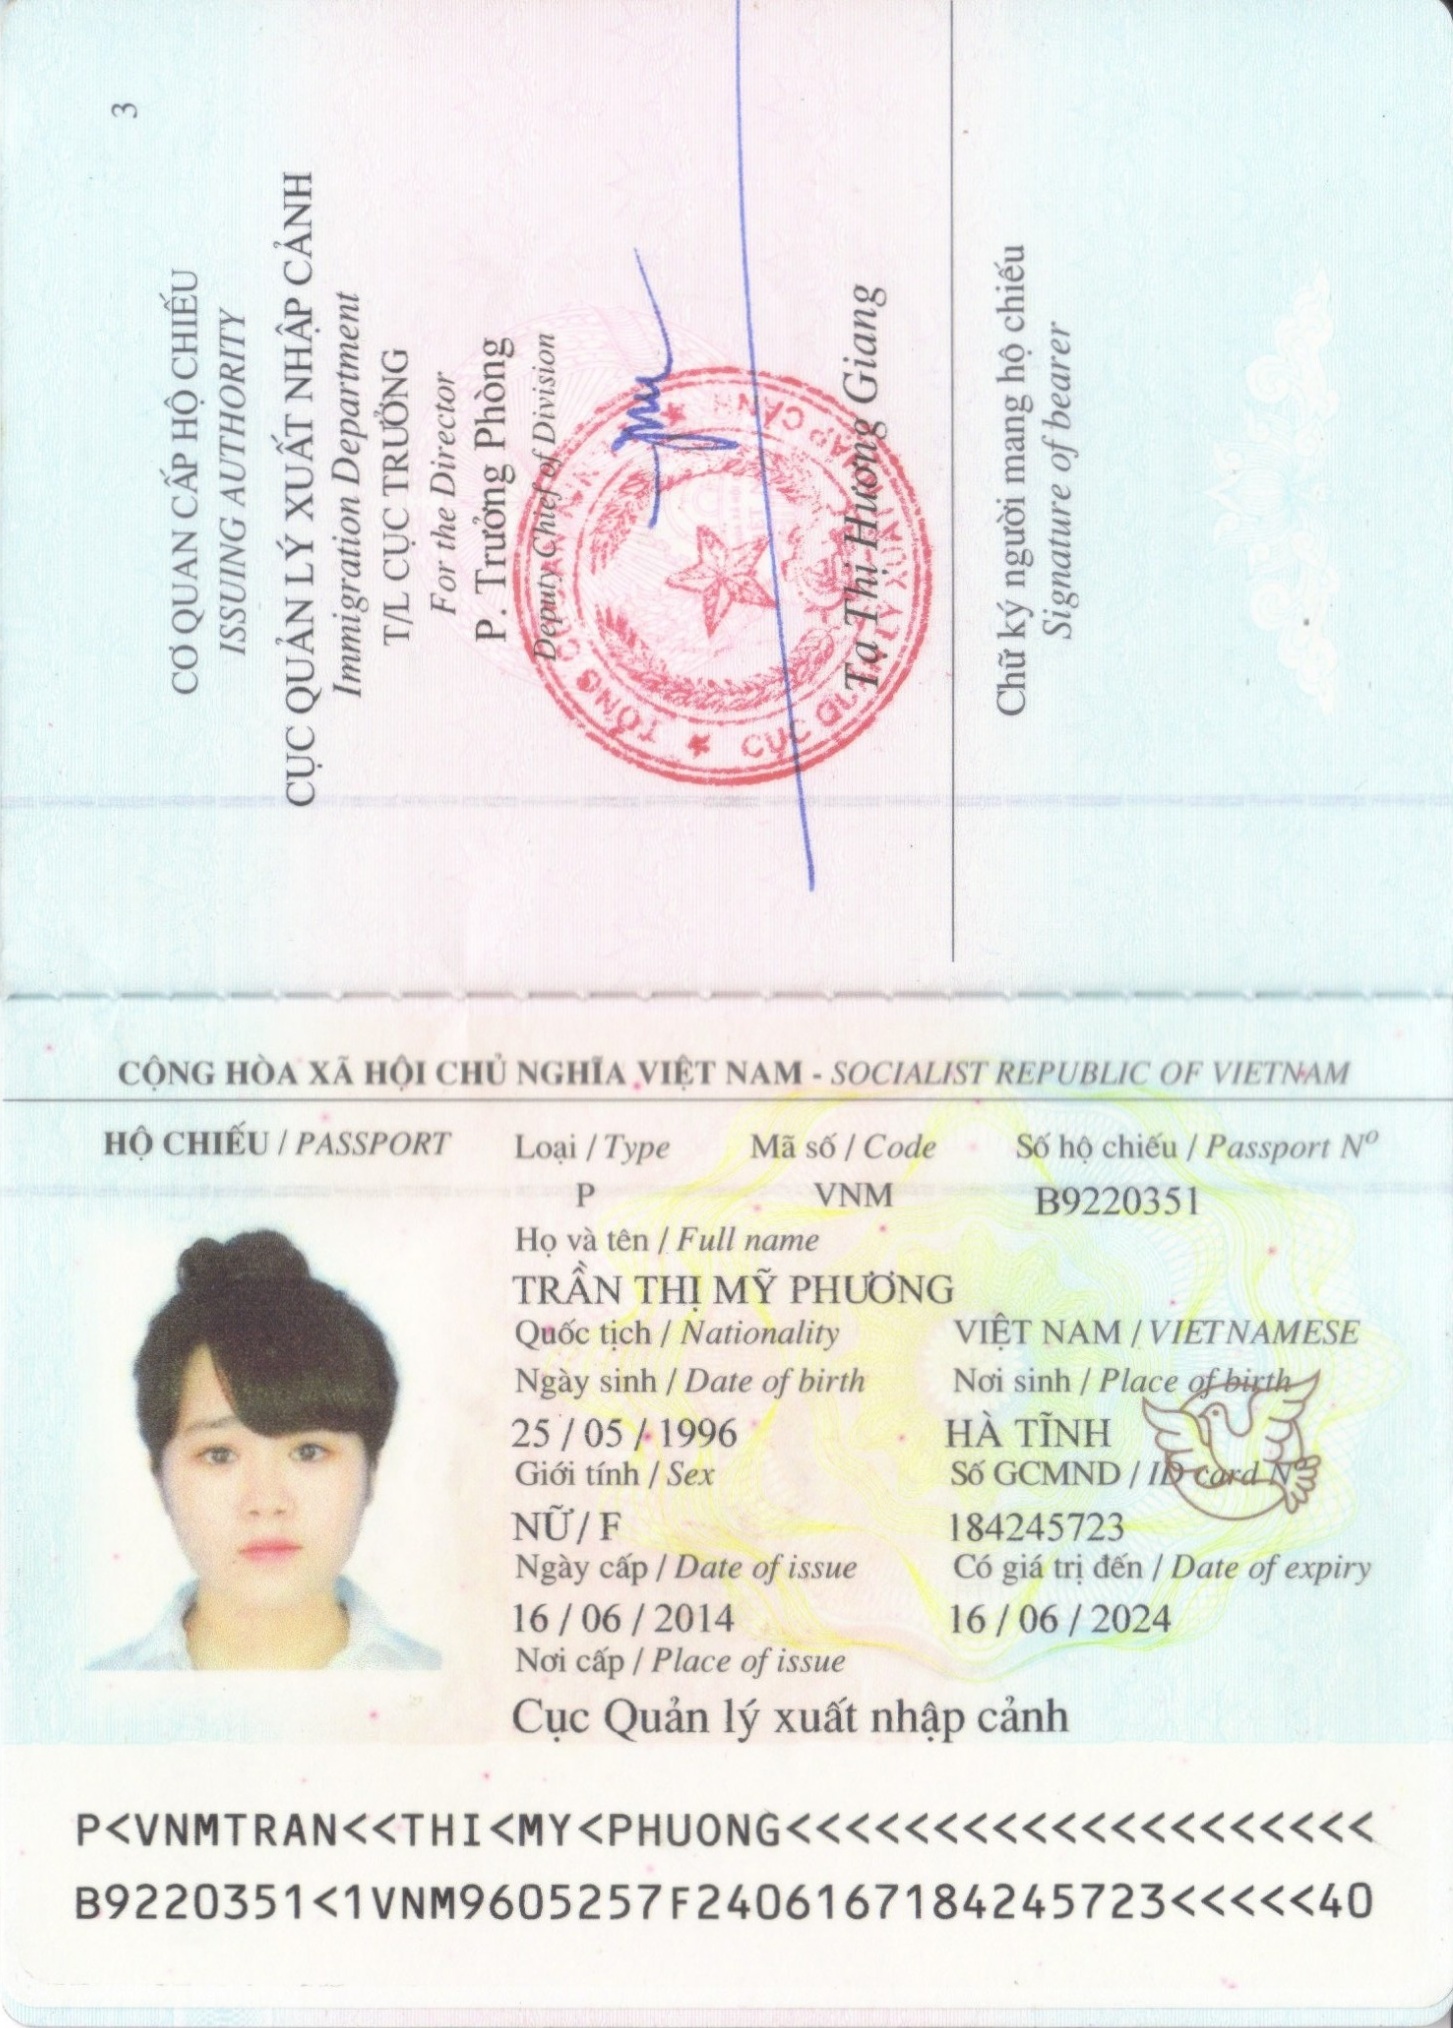 3
CƠ QUAN CẤP HỘ CHIẾU
ISSUING AUTHORITY
CỤC QUẢN LÝ XUẤT NHẬP CẢNH
Immigration Department
T/L CỤC TRƯỞNG
For the Director
P. Trưởng Phòng
Deputy Chief of Division
Tạ Thị Hương Giang
Chữ ký người mang hộ chiếu
Signature of bearer
CỘNG HÒA XÃ HỘI CHỦ NGHĨA VIỆT NAM - SOCIALIST REPUBLIC OF VIETNAM
HỘ CHIẾU / PASSPORT Loại / Type Mã số / Code Số hộ chiếu / Passport Nº
P VNM B9220351
Họ và tên / Full name
TRẦN THỊ MỸ PHƯƠNG
Quốc tịch / Nationality VIỆT NAM / VIETNAMESE
Ngày sinh / Date of birth Nơi sinh / Place of birth
25 / 05 / 1996 HÀ TĨNH
Giới tính / Sex Số GCMND / ID card Nº
NỮ / F 184245723
Ngày cấp / Date of issue Có giá trị đến / Date of expiry
16 / 06 / 2014 16 / 06 / 2024
Nơi cấp / Place of issue
Cục Quản lý xuất nhập cảnh
P<VNMTRAN<<THI<MY<PHUONG<<<<<<<<<<<<<<<<<<<<
B9220351<1VNM9605257F2406167184245723<<<<<40